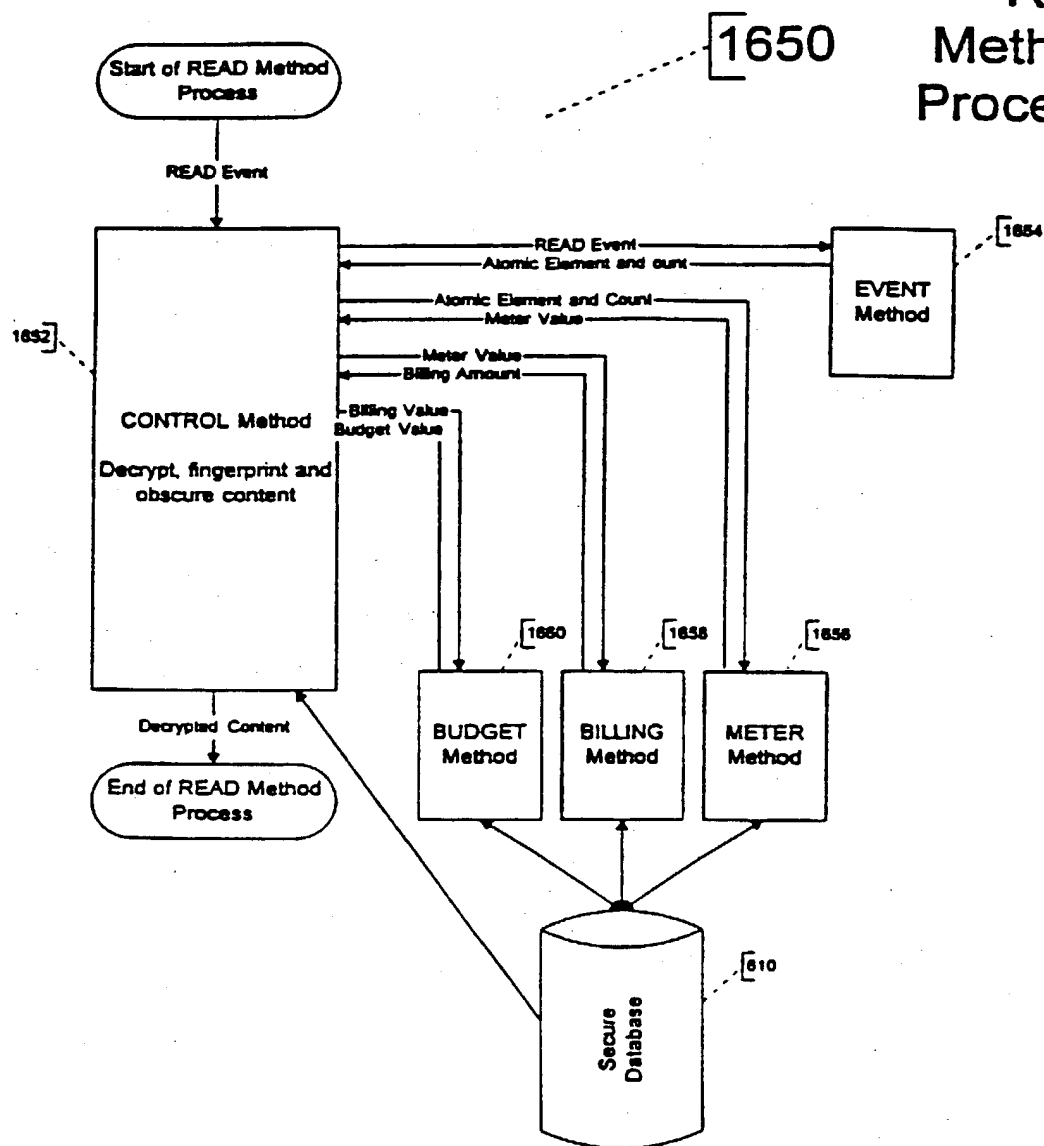 1650
Meth
Proce
Start of READ Method
Process
READ Event
READ Event
Atomic Element and ount
1654
EVENT
Method
Atomic Element and Count
Meter Value
1652
Meter Value
Billing Amount
Billing Value
Budget Value
CONTROL Method
Decrypt, fingerprint and
obscure content
1660
1658
1656
BUDGET
Method
BILLING
Method
METER
Method
Decrypted Content
End of READ Method
Process
610
Secure
Database